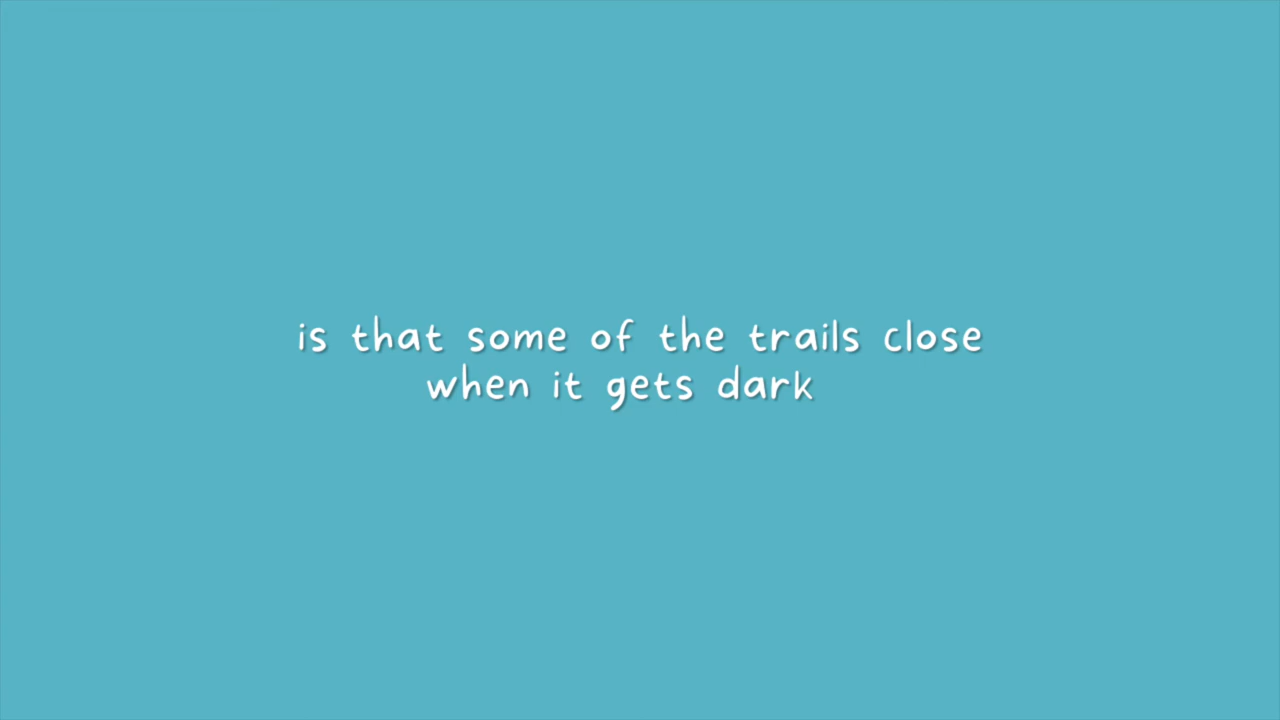 is that some of the trails close
when it gets dark